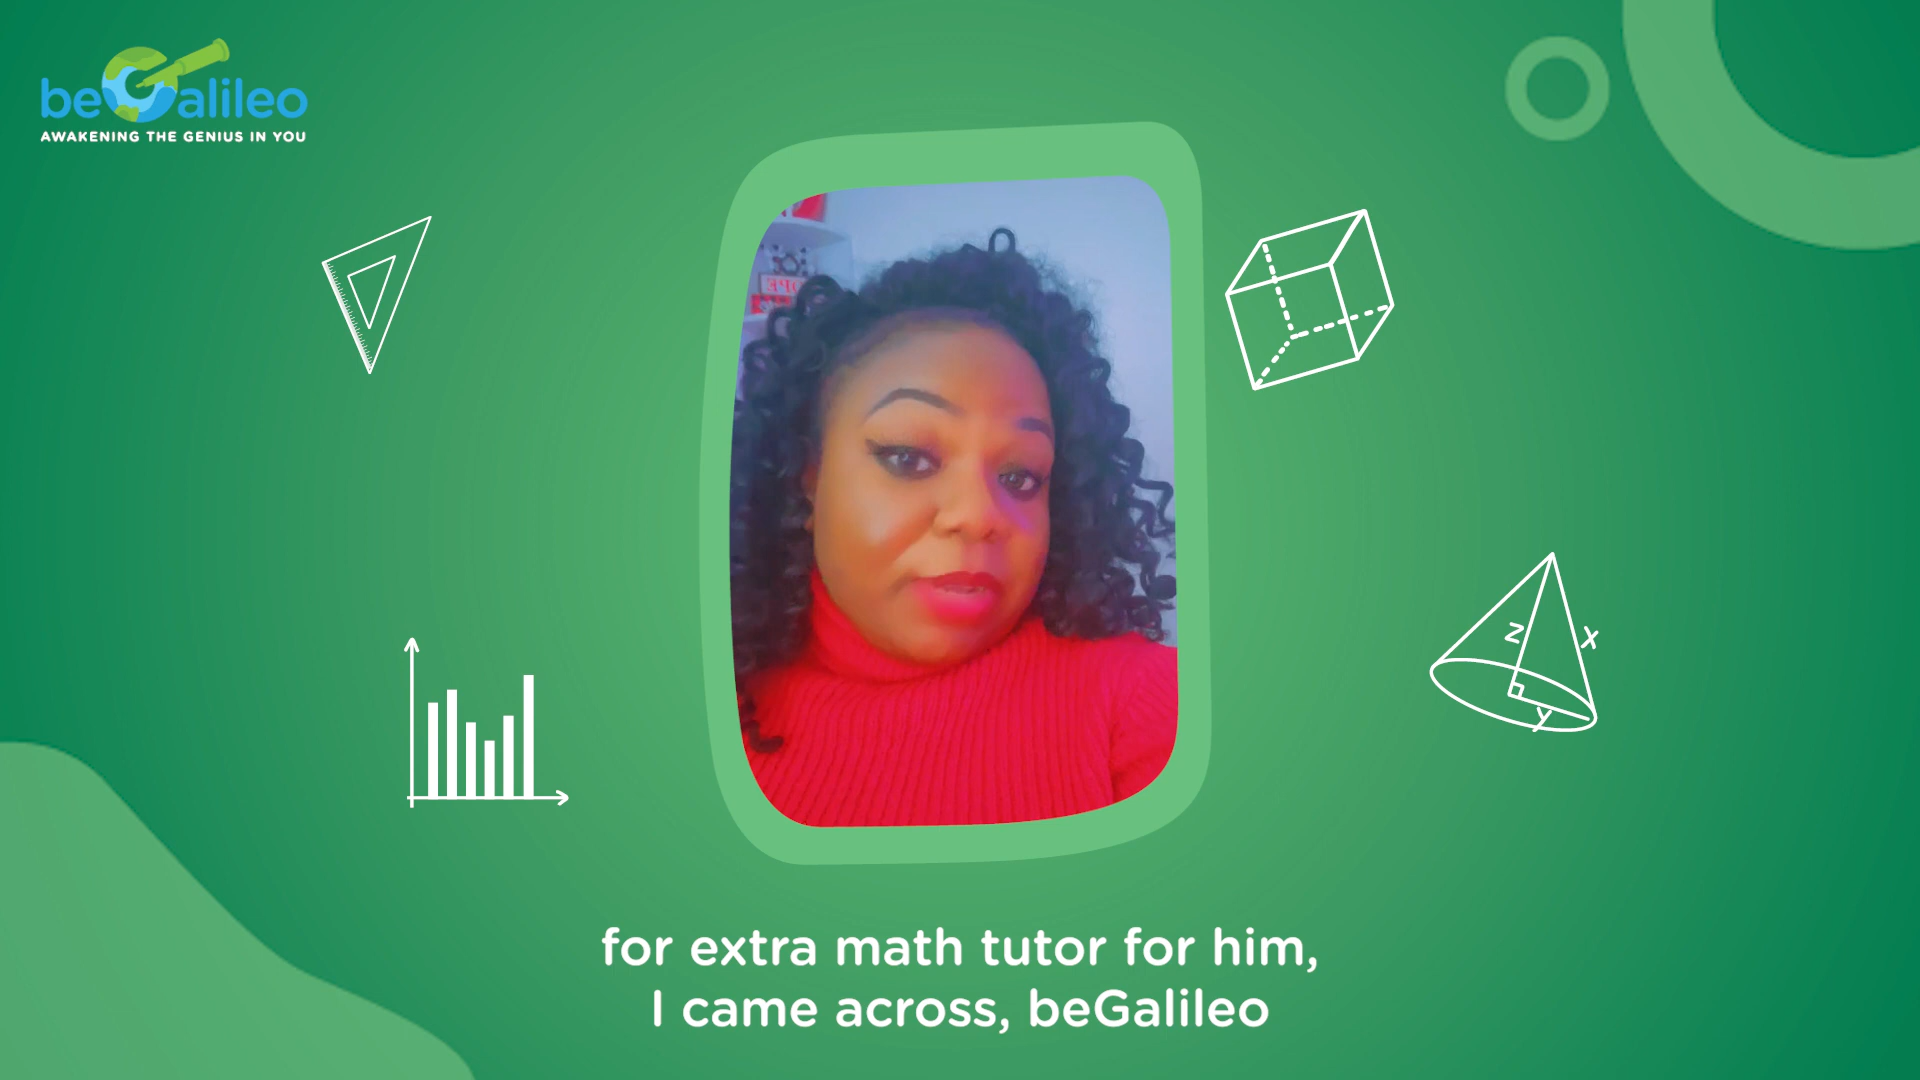 beGalileo
AWAKENING THE GENIUS IN YOU
Z
X
y
for extra math tutor for him,
I came across, beGalileo